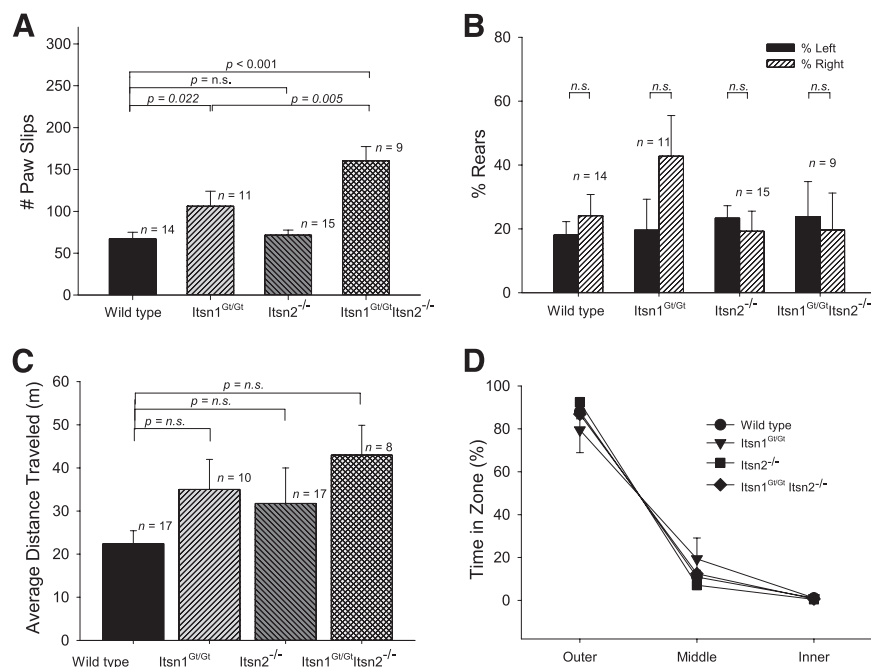 A
# Paw Slips
300
250
200
150
100
50
0
p < 0.001
p = n.s.
p = 0.022
p = 0.005
n = 14
n = 11
n = 15
n = 9
Wild type
Itsn1Gt/Gt
Itsn2-/-
Itsn1Gt/GtItsn2-/-
B
% Rears
80
60
40
20
0
% Left
% Right
n.s.
n.s.
n.s.
n.s.
n = 14
n = 11
n = 15
n = 9
Wild type
Itsn1Gt/Gt
Itsn2-/-
Itsn1Gt/GtItsn2-/-
C
Average Distance Traveled (m)
60
50
40
30
20
10
0
p = n.s.
p = n.s.
p = n.s.
n = 17
n = 10
n = 17
n = 8
Wild type
Itsn1Gt/Gt
Itsn2-/-
Itsn1Gt/GtItsn2-/-
D
Time in Zone (%)
100
80
60
40
20
0
Wild type
Itsn1Gt/Gt
Itsn2-/-
Itsn1Gt/Gt Itsn2-/-
Outer
Middle
Inner